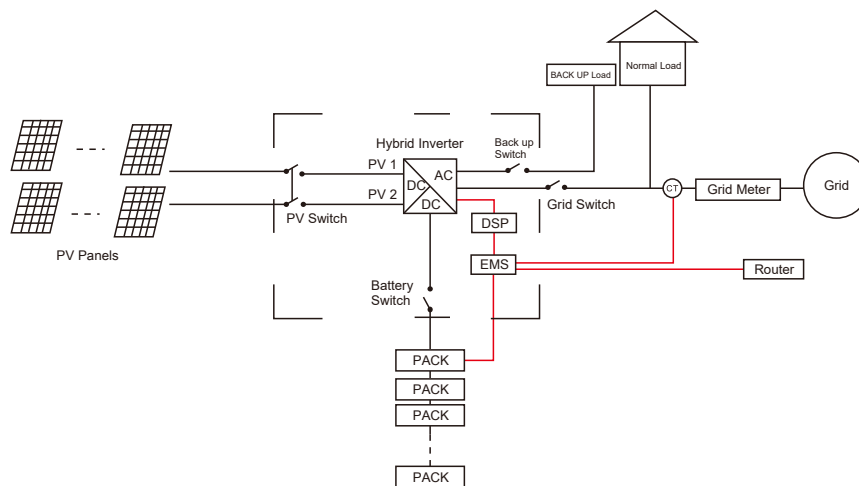 BACK UP Load
Normal Load
Hybrid Inverter
Back up
Switch
PV 1
AC
DC
PV 2
DC
PV Switch
Grid Switch
CT
Grid Meter
Grid
PV Panels
DSP
EMS
Router
Battery
Switch
PACK
PACK
PACK
PACK